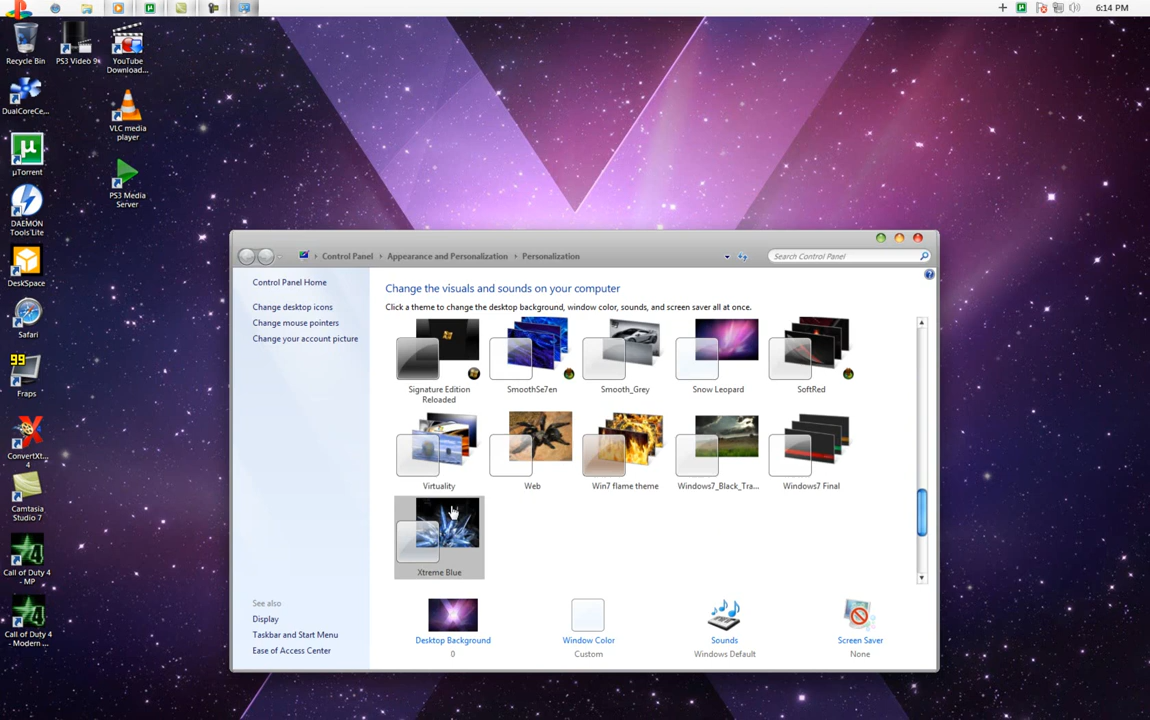 6:14 PM
Recycle Bin
PS3 Video 9
YouTube
Download...
DualCoreCe...
VLC media
player
µTorrent
PS3 Media
Server
DAEMON
Tools Lite
DeskSpace
Safari
99
Fraps
ConvertXt...
4
Camtasia
Studio 7
4
Call of Duty 4
- MP
4
Call of Duty 4
- Modern ...
Control Panel
Appearance and Personalization
Personalization
Search Control Panel
Control Panel Home
Change desktop icons
Change mouse pointers
Change your account picture
See also
Display
Taskbar and Start Menu
Ease of Access Center
Change the visuals and sounds on your computer
Click a theme to change the desktop background, window color, sounds, and screen saver all at once.
Signature Edition
Reloaded
SmoothSe7en
Smooth_Grey
Snow Leopard
SoftRed
Virtuality
Web
Win7 flame theme
Windows7_Black_Tra...
Windows7 Final
Xtreme Blue
Desktop Background
0
Window Color
Custom
Sounds
Windows Default
Screen Saver
None